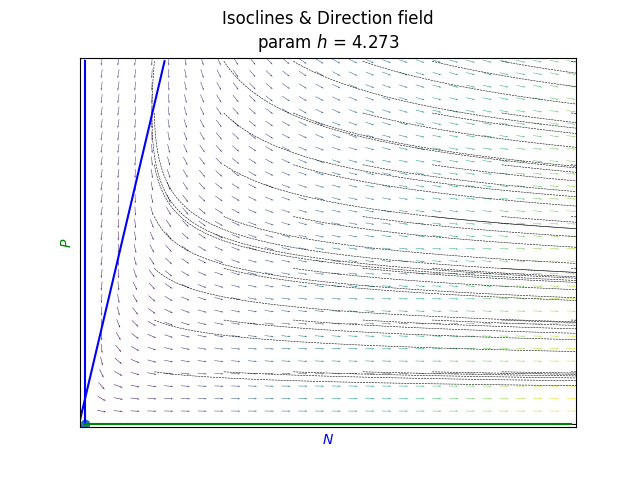 Isoclines & Direction field
param h = 4.273
P
N